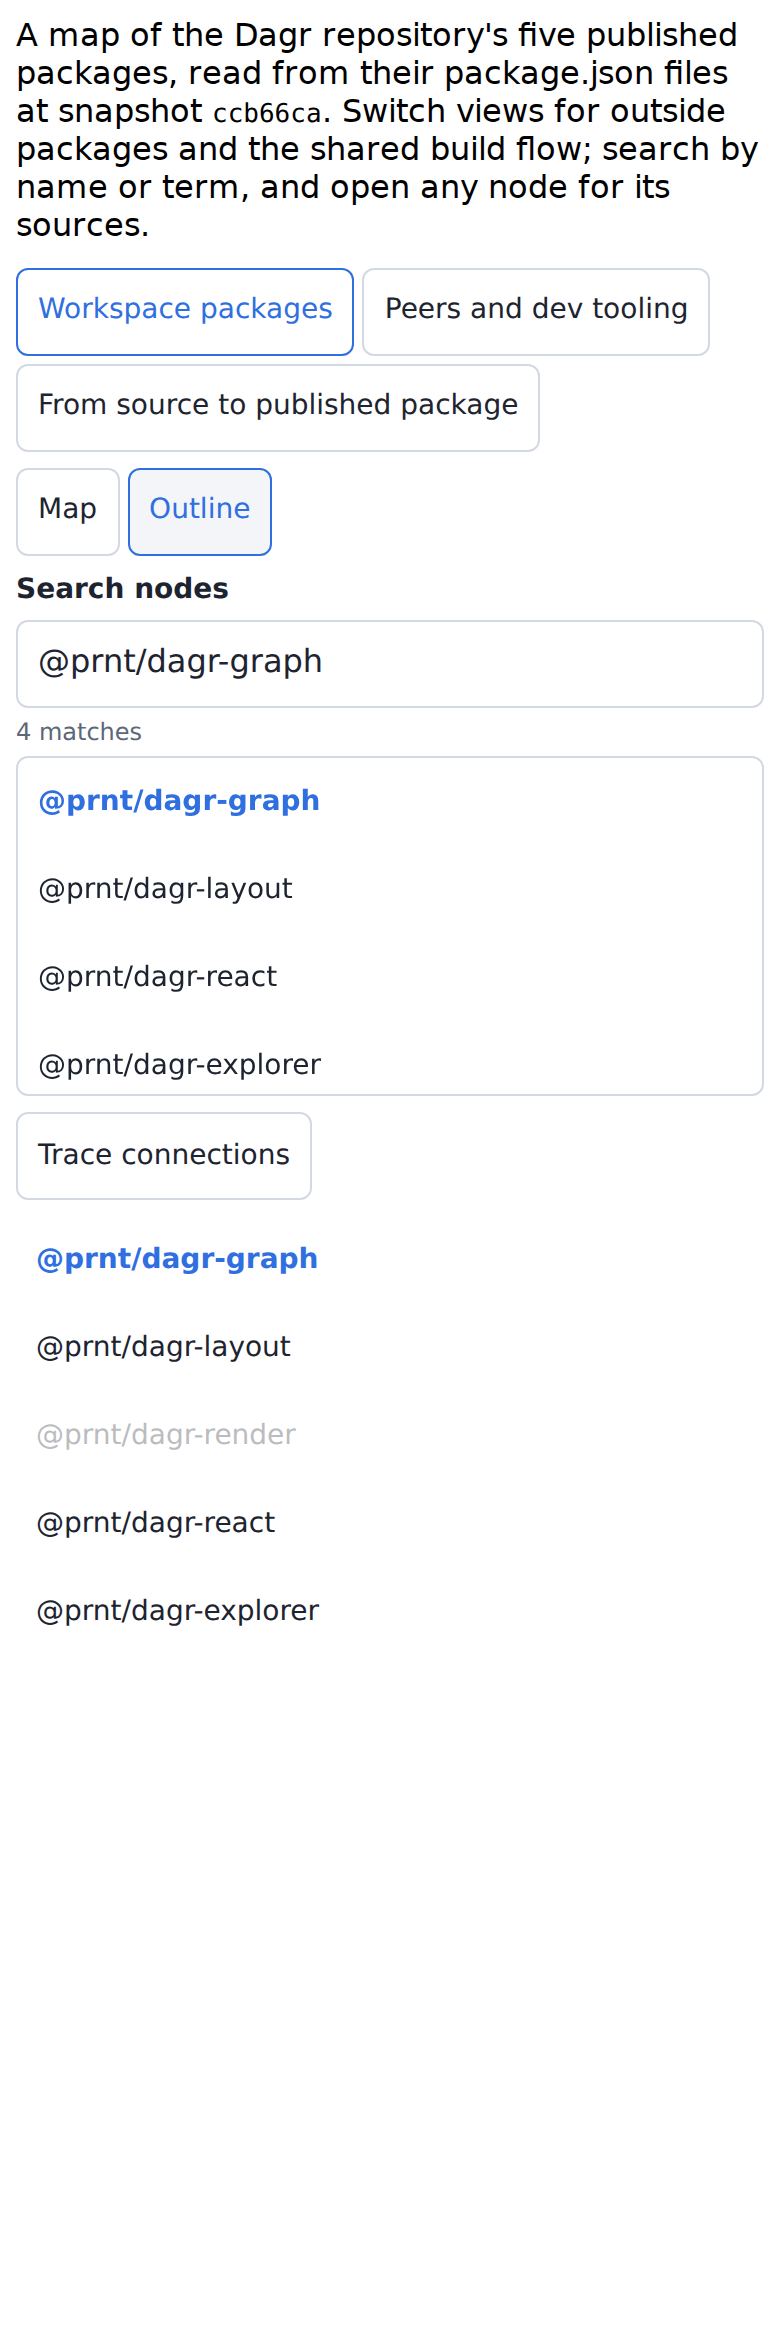 A map of the Dagr repository's five published
packages, read from their package.json files
at snapshot ccb66ca. Switch views for outside
packages and the shared build flow; search by
name or term, and open any node for its
sources.
Workspace packages
Peers and dev tooling
From source to published package
Map
Outline
Search nodes
@prnt/dagr-graph
4 matches
@prnt/dagr-graph
@prnt/dagr-layout
@prnt/dagr-react
@prnt/dagr-explorer
Trace connections
@prnt/dagr-graph
@prnt/dagr-layout
@prnt/dagr-render
@prnt/dagr-react
@prnt/dagr-explorer